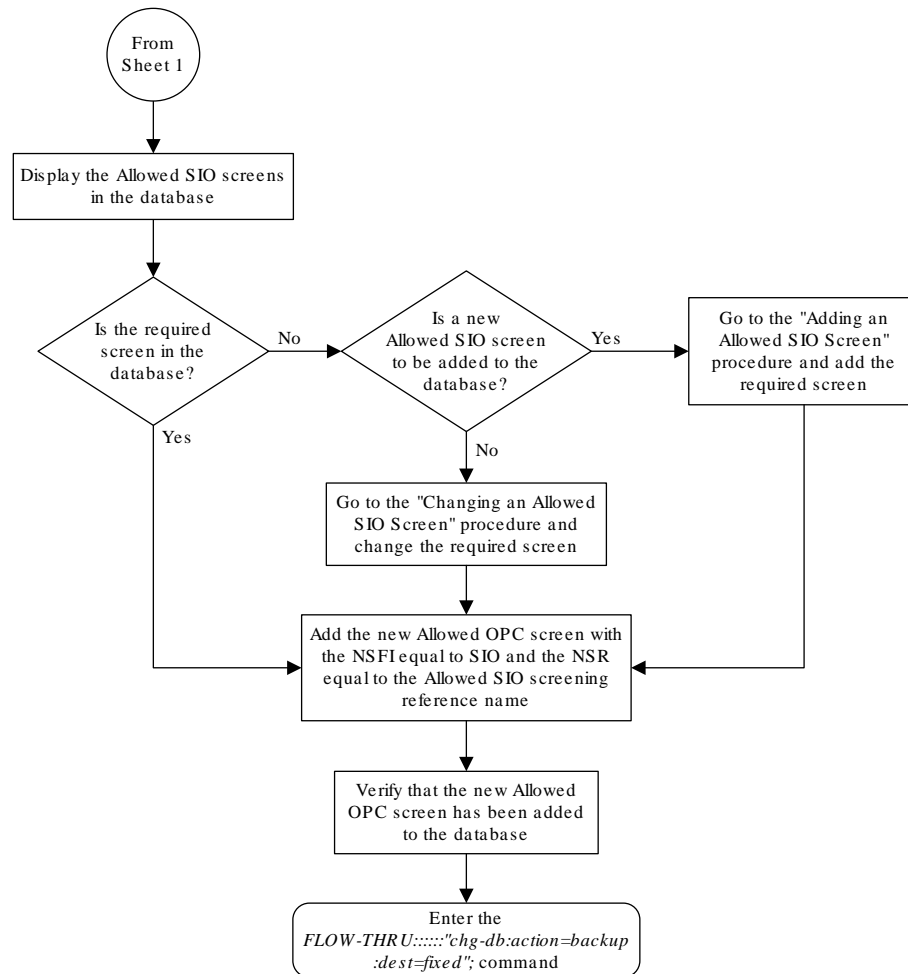 From
Sheet 1
Display the Allowed SIO screens
in the database
Is the required
screen in the
database?
No
Is a new
Allowed SIO screen
to be added to the
database?
Yes
Go to the "Adding an
Allowed SIO Screen"
procedure and add the
required screen
Yes
No
Go to the "Changing an Allowed
SIO Screen" procedure and
change the required screen
Add the new Allowed OPC screen with
the NSFI equal to SIO and the NSR
equal to the Allowed SIO screening
reference name
Verify that the new Allowed
OPC screen has been added
to the database
Enter the
FLOW-THRU::::::"chg-db:action=backup
:dest=fixed"; command